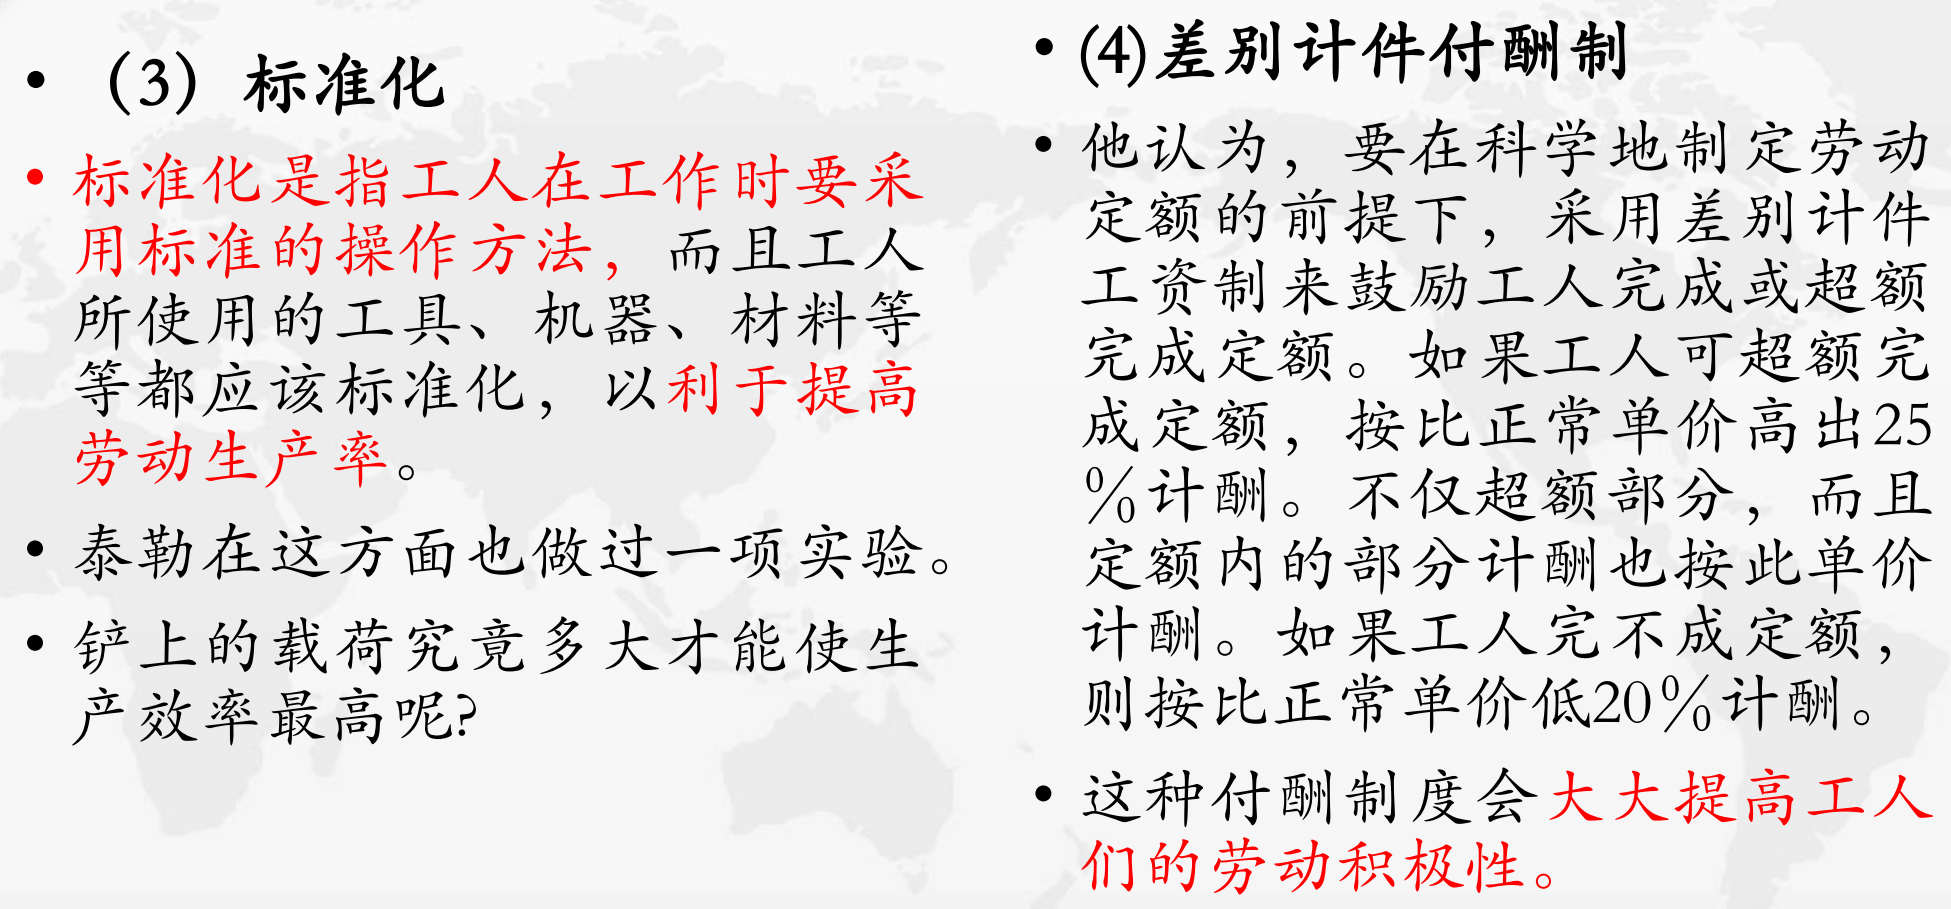 • （3）标准化
• 标准化是指工人在工作时要采
用标准的操作方法，而且工人
所使用的工具、机器、材料等
等都应该标准化，以利于提高
劳动生产率。
• 泰勒在这方面也做过一项实验。
• 铲上的载荷究竟多大才能使生
产效率最高呢?
• (4)差别计件付酬制
• 他认为，要在科学地制定劳动
定额的前提下，采用差别计件
工资制来鼓励工人完成或超额
完成定额。如果工人可超额完
成定额，按比正常单价高出25
％计酬。不仅超额部分，而且
定额内的部分计酬也按此单价
计酬。如果工人完不成定额，
则按比正常单价低20％计酬。
• 这种付酬制度会大大提高工人
们的劳动积极性。